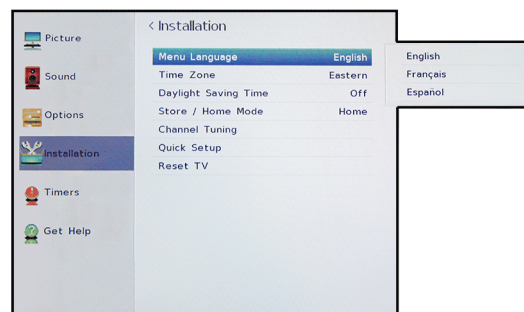 Picture
Sound
Options
Installation
Timers
Get Help
< Installation
Menu Language English
Time Zone Eastern
Daylight Saving Time Off
Store / Home Mode Home
Channel Tuning
Quick Setup
Reset TV
English
Français
Español